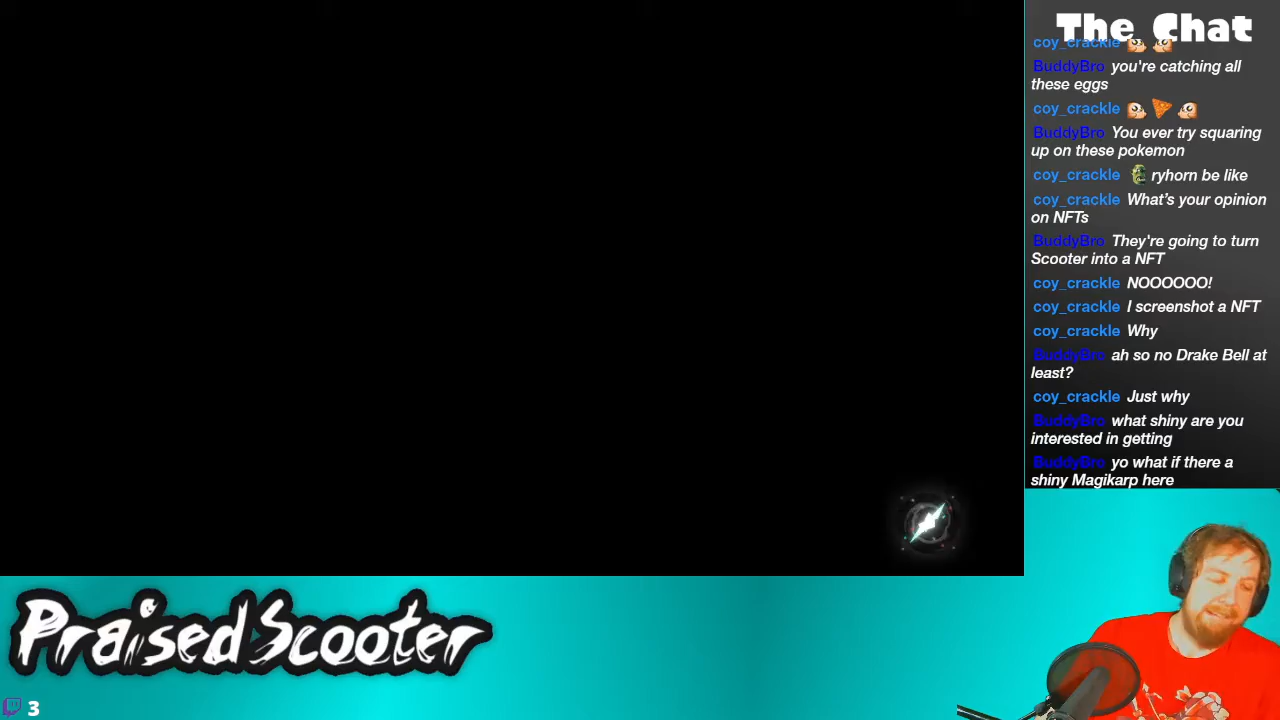 The Chat
coy_crackle
BuddyBro you're catching all
these eggs
coy_crackle
BuddyBro You ever try squaring
up on these pokemon
coy_crackle ryhorn be like
coy_crackle What's your opinion
on NFTs
BuddyBro They're going to turn
Scooter into a NFT
coy_crackle NOOOOOO!
coy_crackle I screenshot a NFT
coy_crackle Why
BuddyBro ah so no Drake Bell at
least?
coy_crackle Just why
BuddyBro what shiny are you
interested in getting
BuddyBro yo what if there a
shiny Magikarp here
PraisedScooter
3